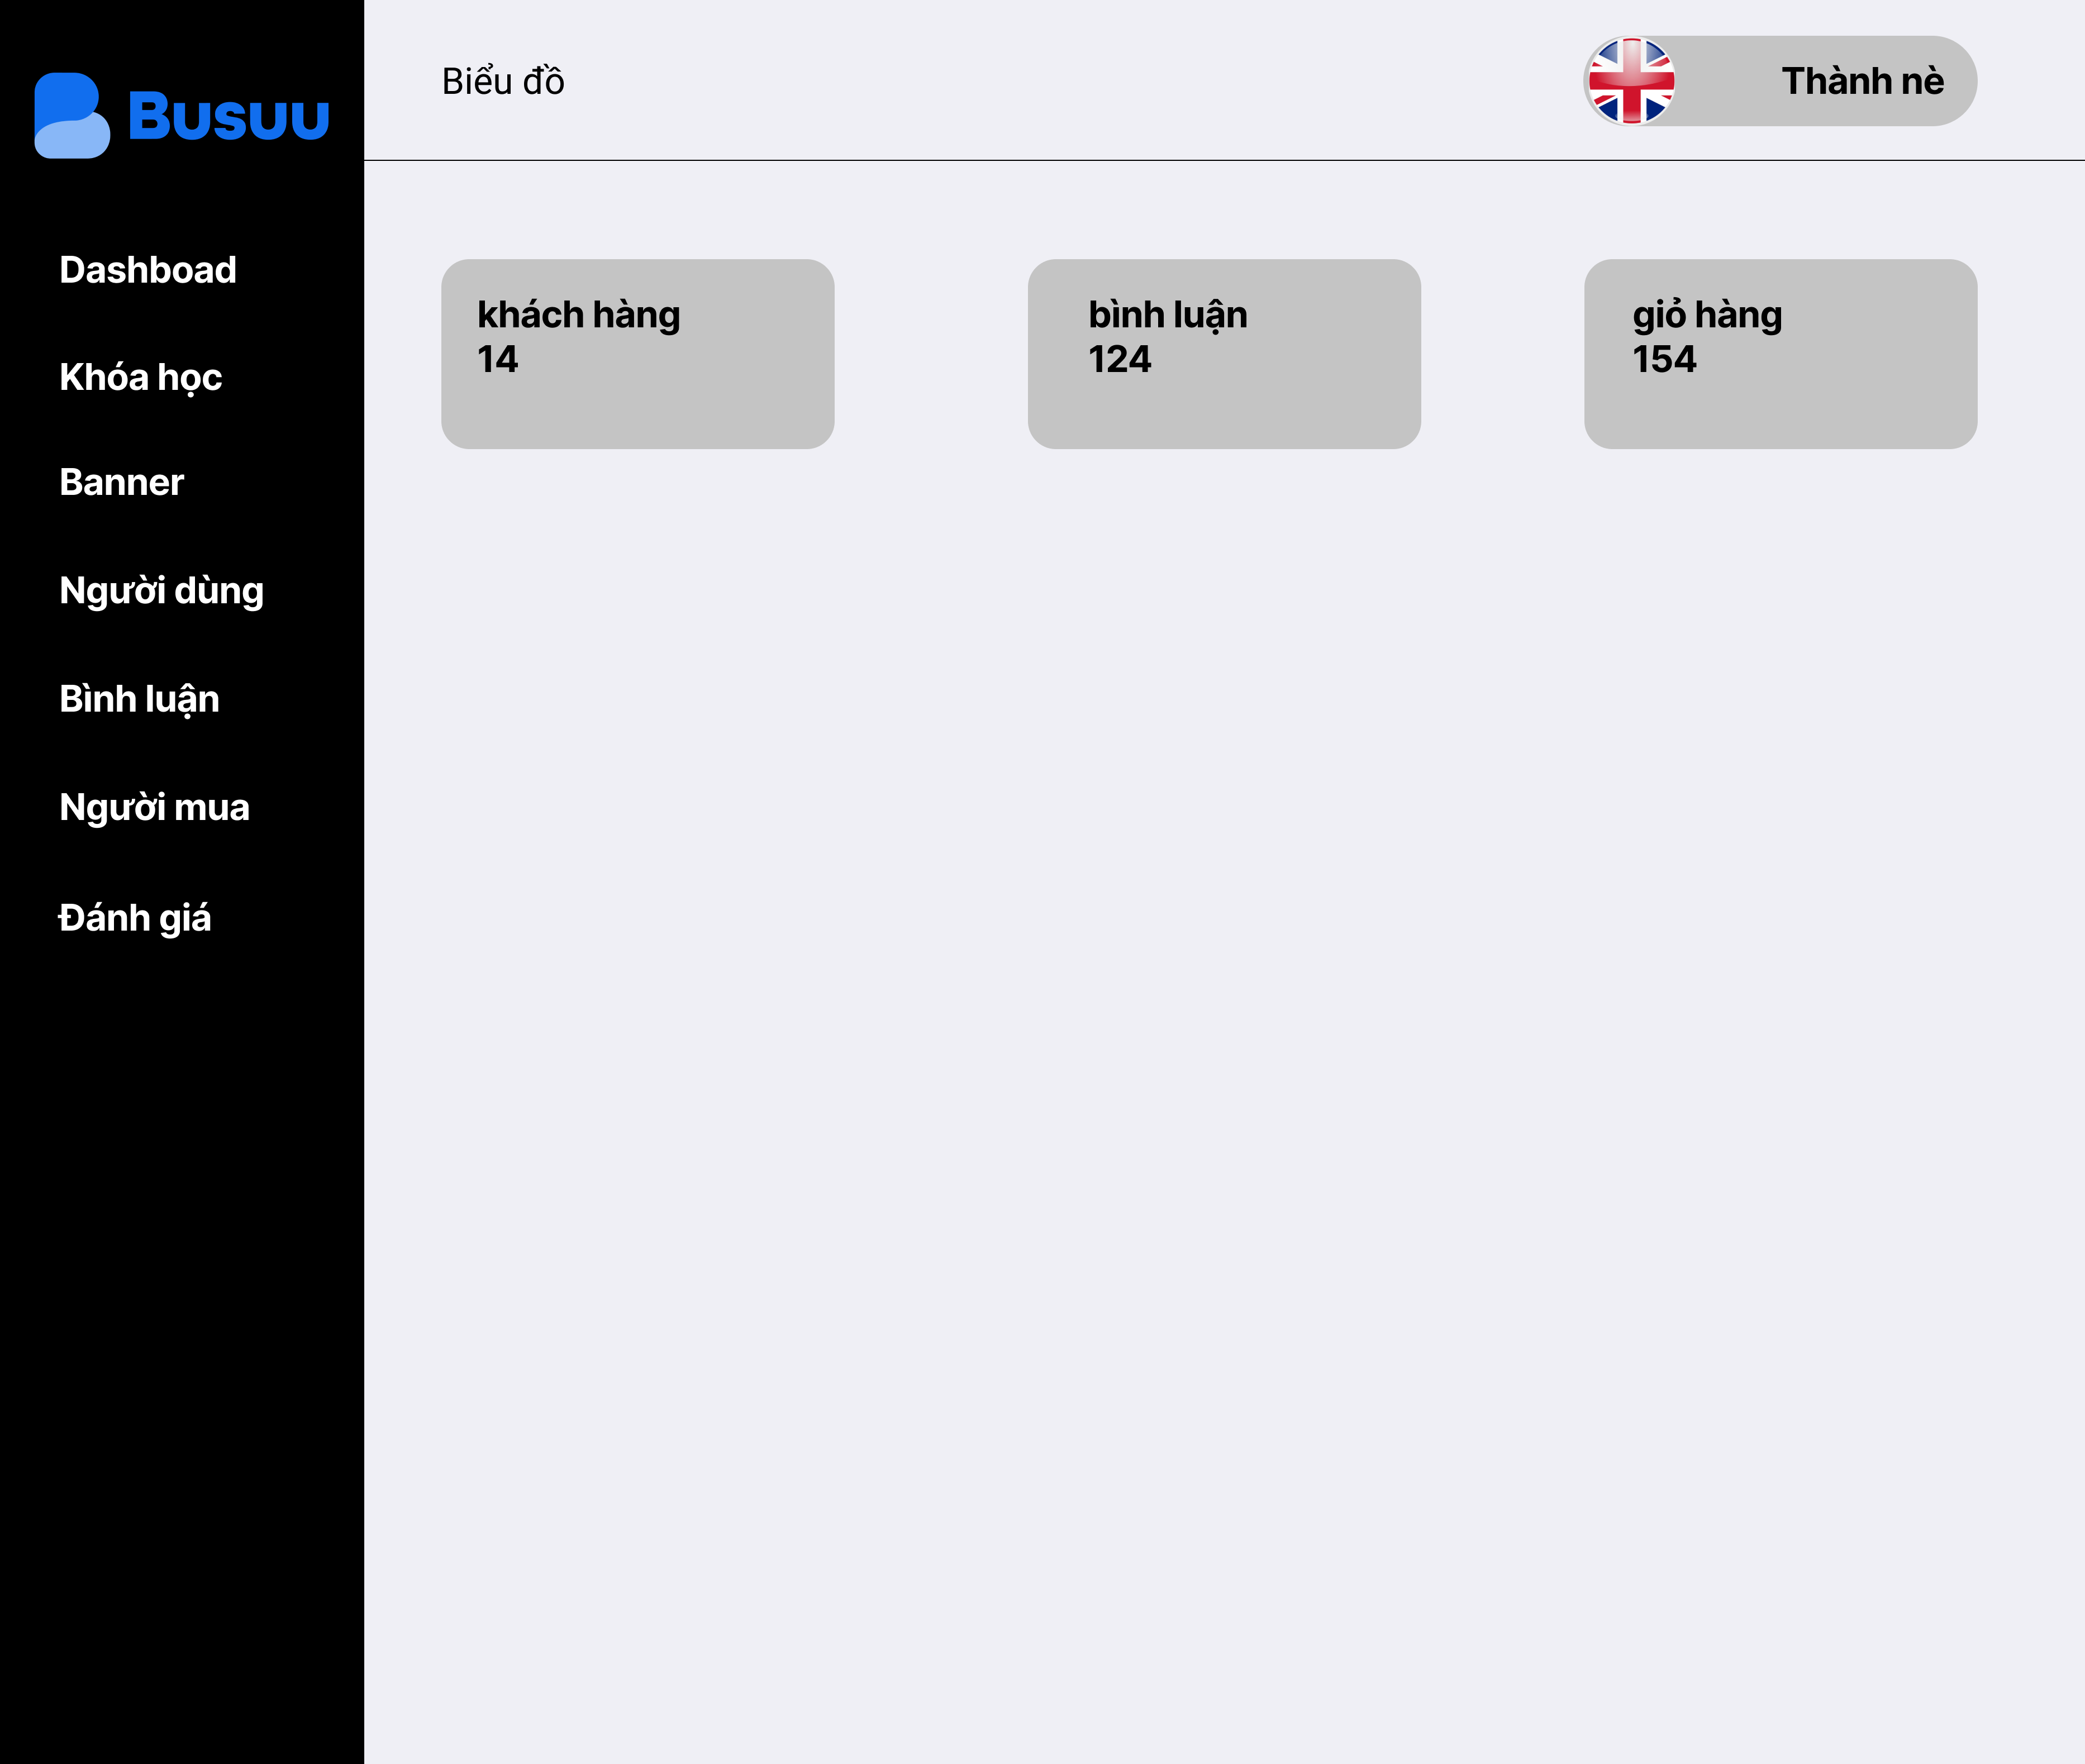 Busuu
Dashboad
Khóa học
Banner
Người dùng
Bình luận
Người mua
Đánh giá
Biểu đồ
Thành nè
khách hàng
14
bình luận
124
giỏ hàng
154